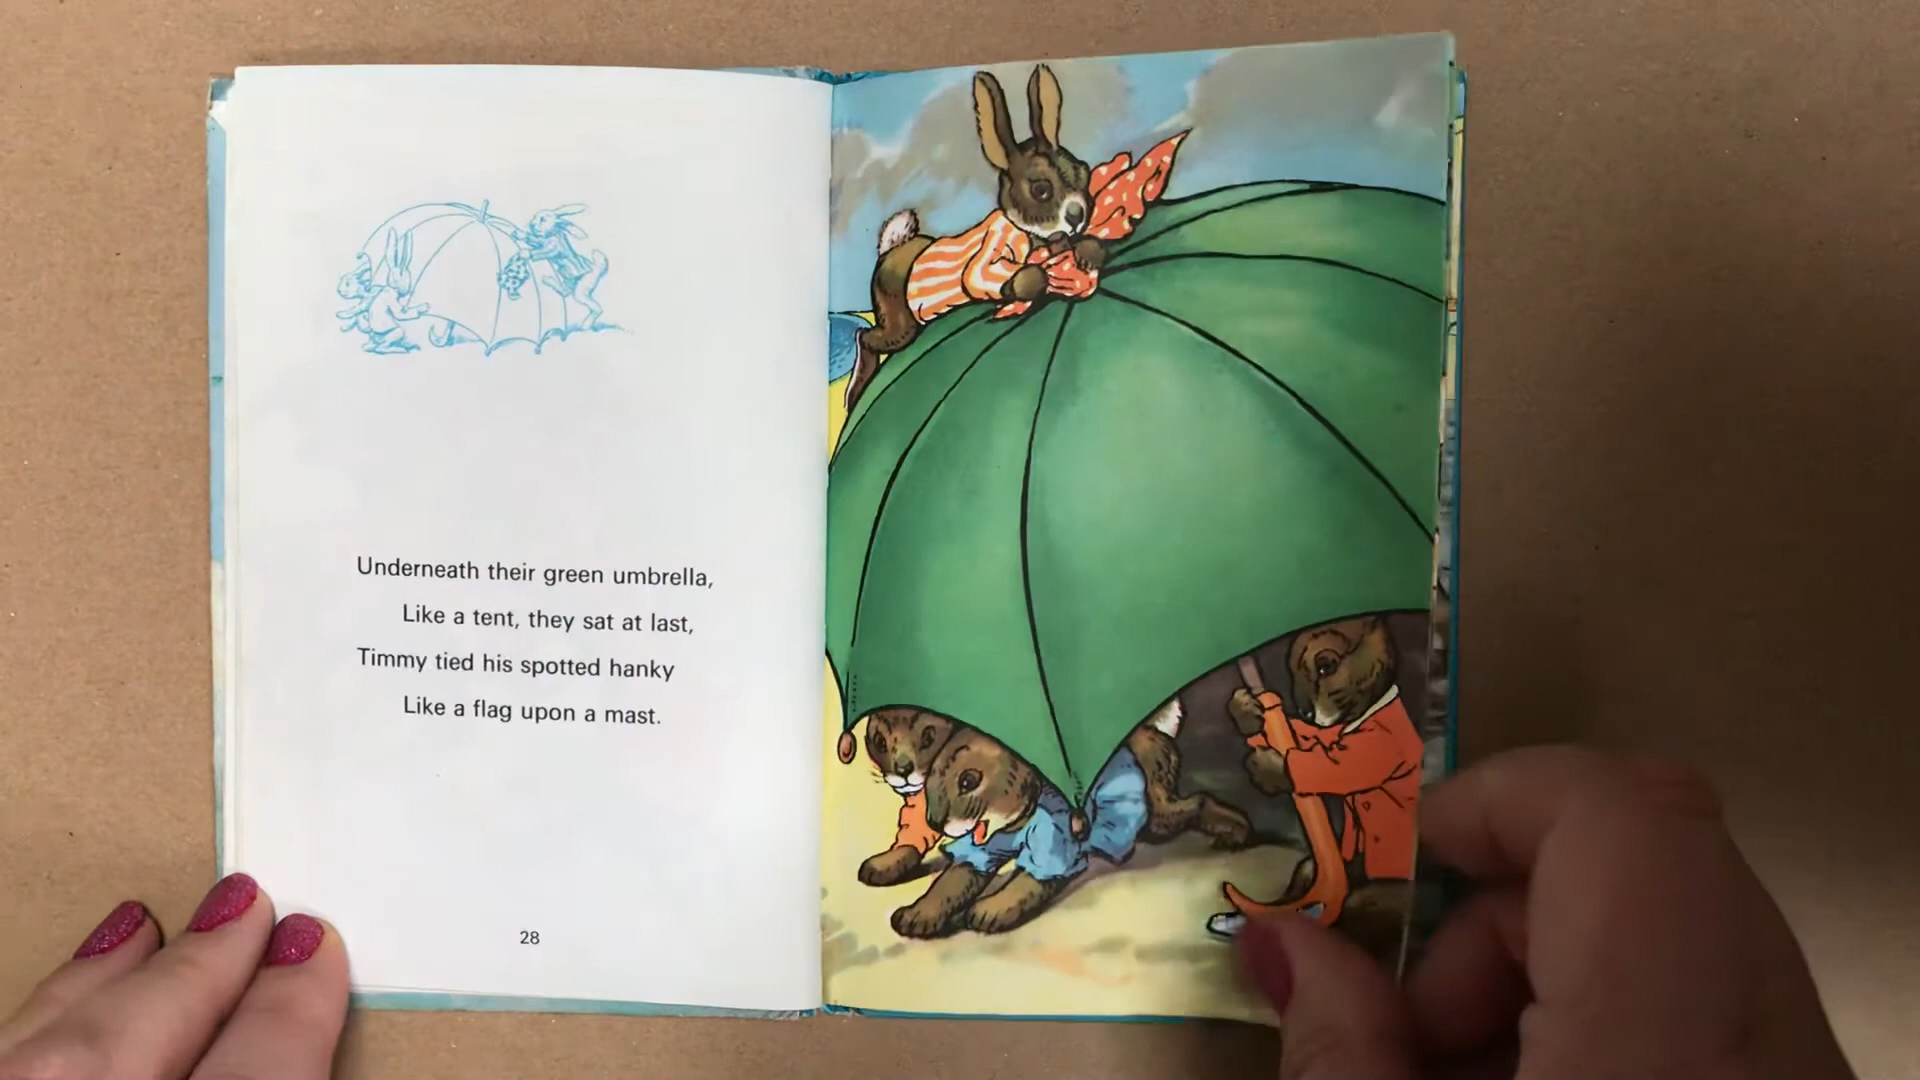 Underneath their green umbrella,
Like a tent, they sat at last,
Timmy tied his spotted hanky
Like a flag upon a mast.
28